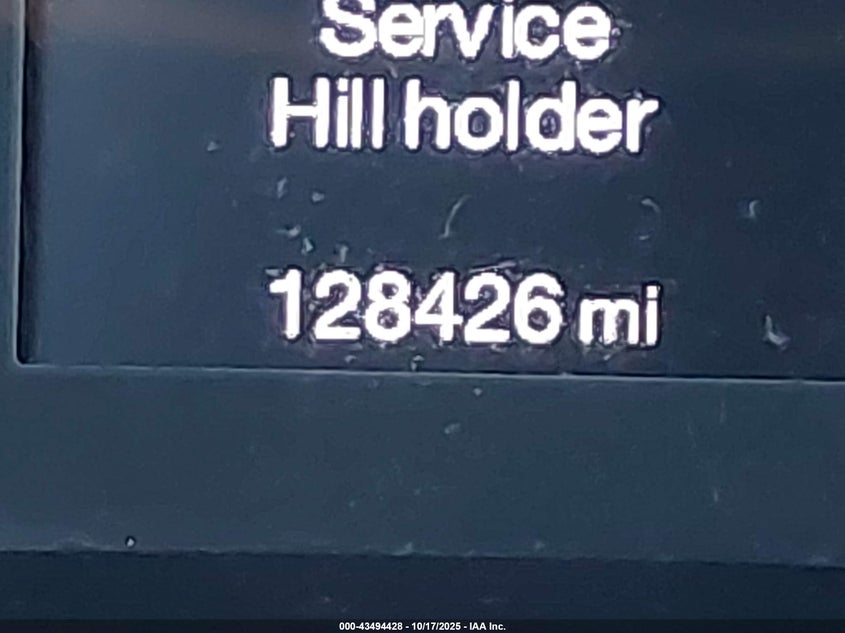 Service
Hill holder
128426 mi
000-43494428 - 10/17/2025 - IAA Inc.